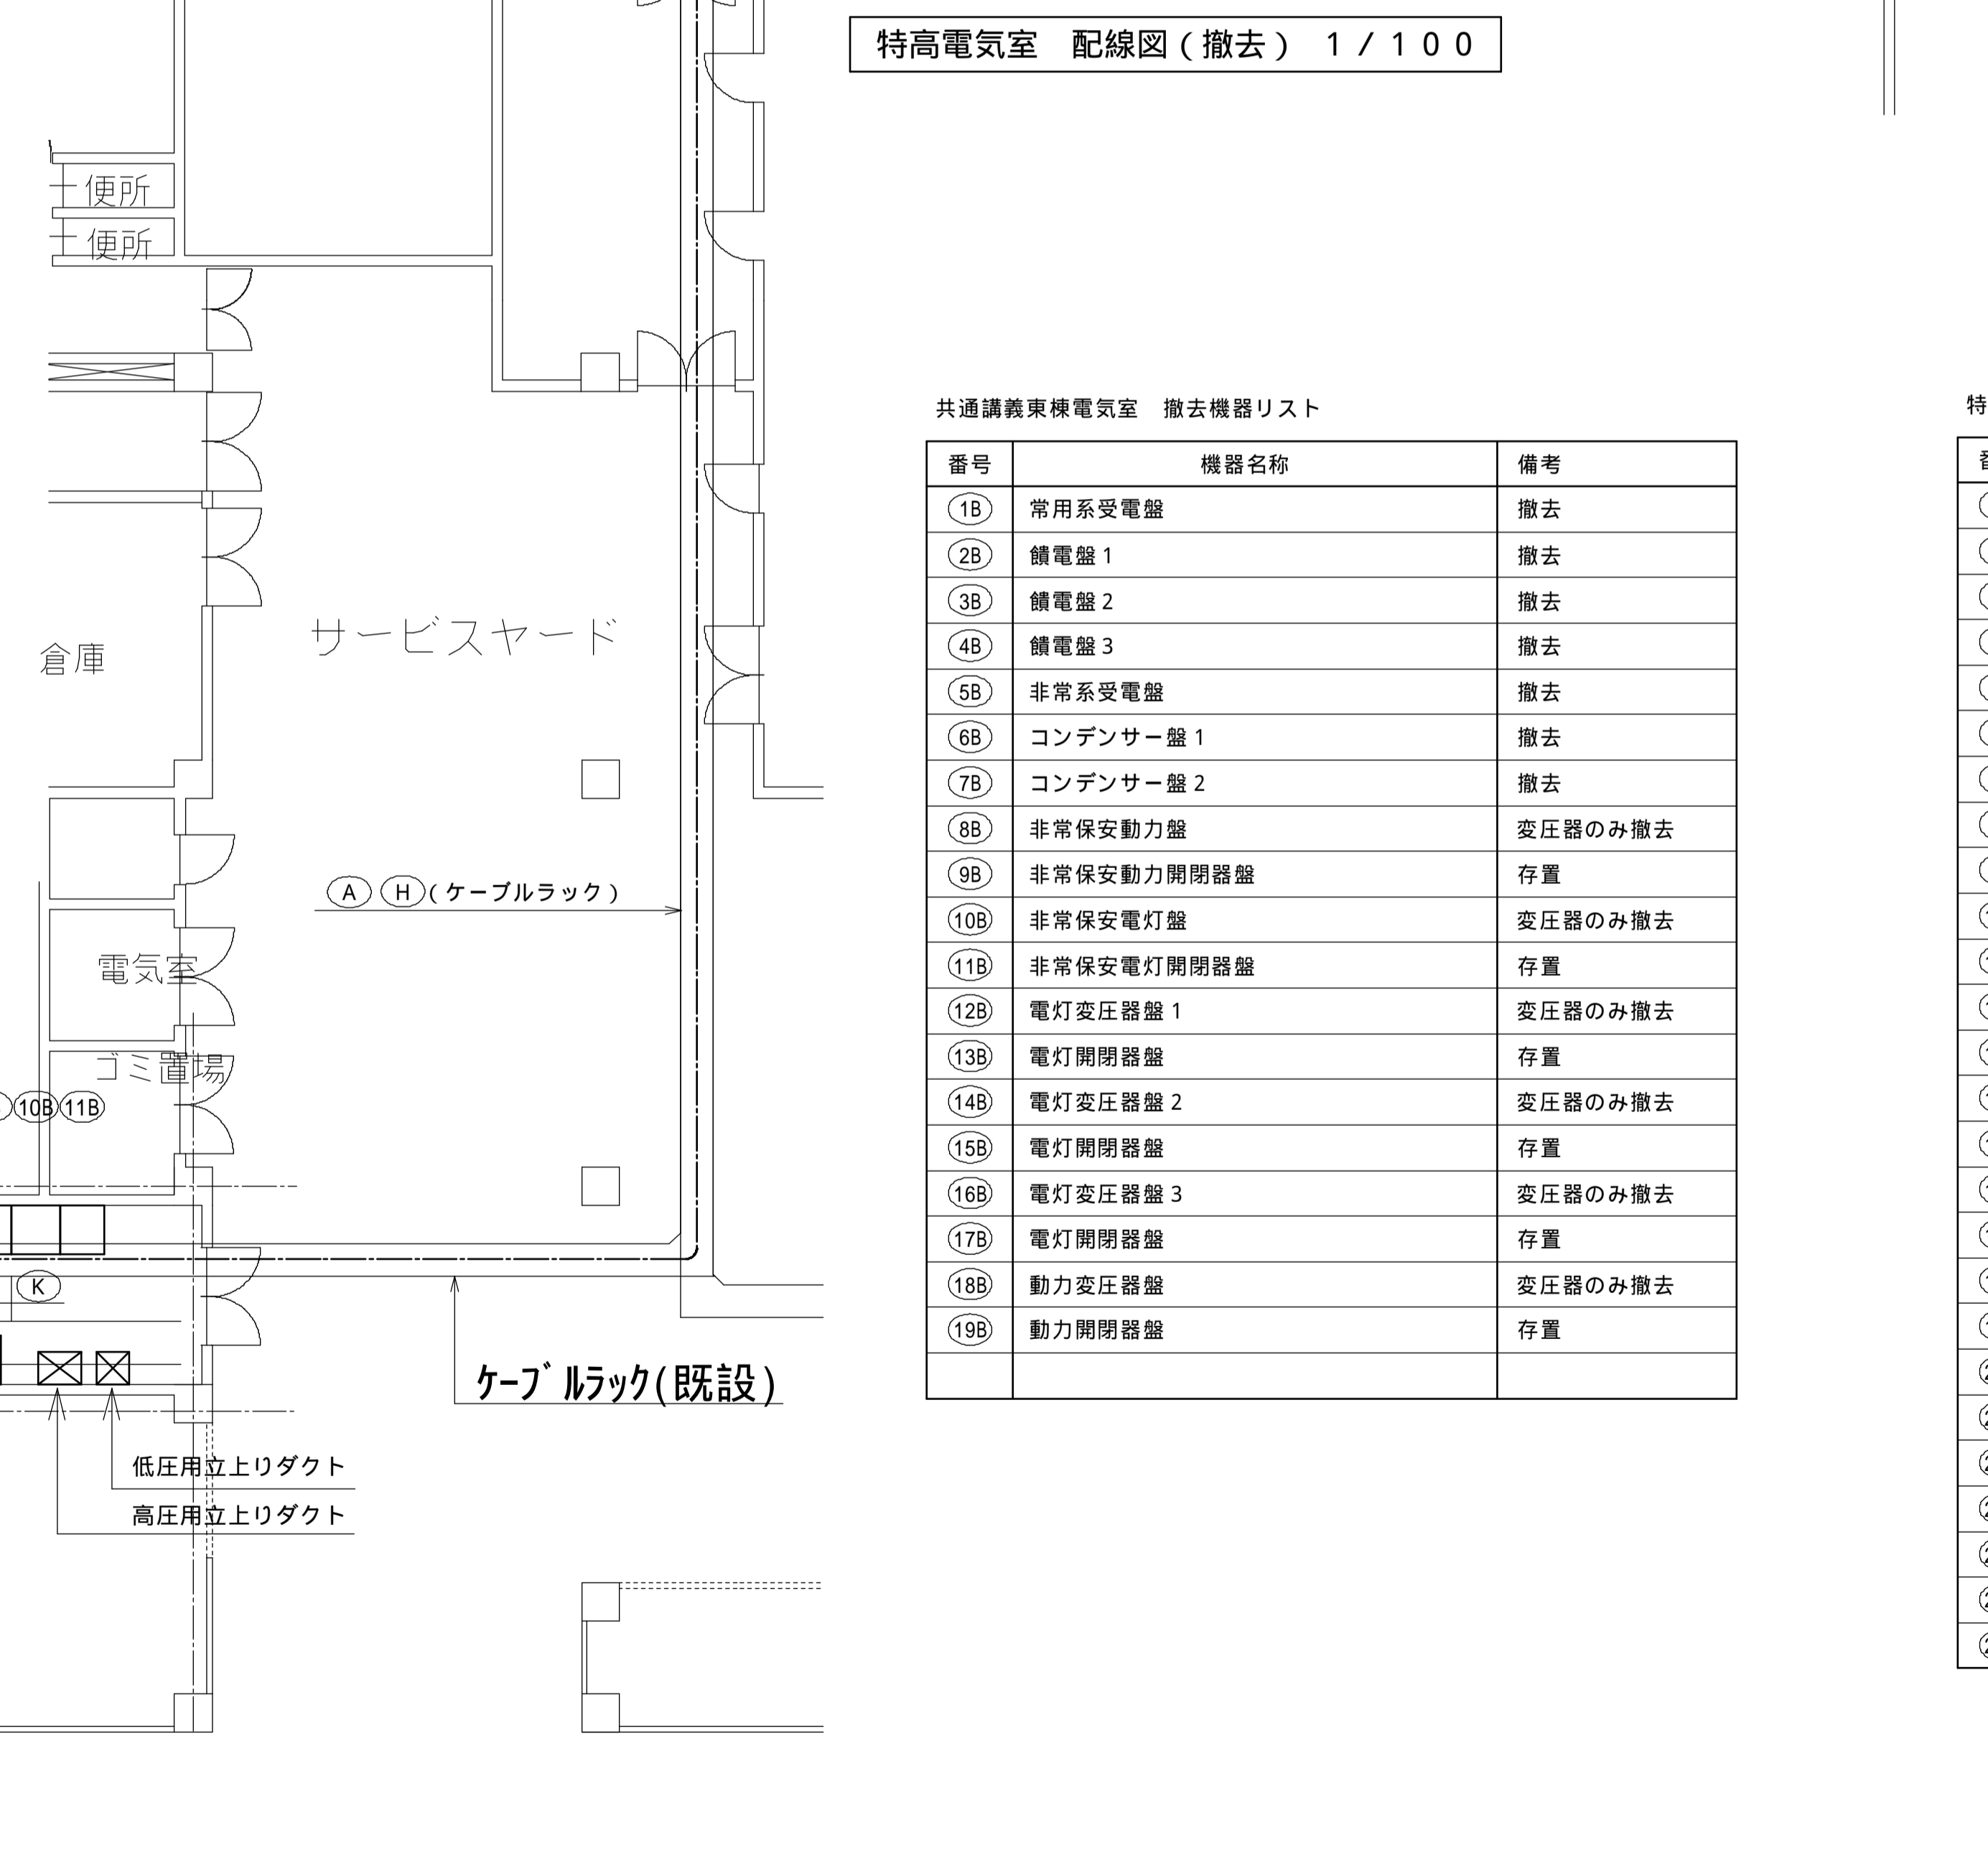 特高電気室　配線図(撤去)　1/100
便所
便所
倉庫
サービスヤード
A H (ケーブルラック)
電気室
ゴミ置場
10B 11B
K
ケーブルラック(既設)
低圧用立上りダクト
高圧用立上りダクト
共通講義東棟電気室　撤去機器リスト
番号 機器名称 備考
1B 常用系受電盤 撤去
2B 饋電盤1 撤去
3B 饋電盤2 撤去
4B 饋電盤3 撤去
5B 非常系受電盤 撤去
6B コンデンサー盤1 撤去
7B コンデンサー盤2 撤去
8B 非常保安動力盤 変圧器のみ撤去
9B 非常保安動力開閉器盤 存置
10B 非常保安電灯盤 変圧器のみ撤去
11B 非常保安電灯開閉器盤 存置
12B 電灯変圧器盤1 変圧器のみ撤去
13B 電灯開閉器盤 存置
14B 電灯変圧器盤2 変圧器のみ撤去
15B 電灯開閉器盤 存置
16B 電灯変圧器盤3 変圧器のみ撤去
17B 電灯開閉器盤 存置
18B 動力変圧器盤 変圧器のみ撤去
19B 動力開閉器盤 存置
特